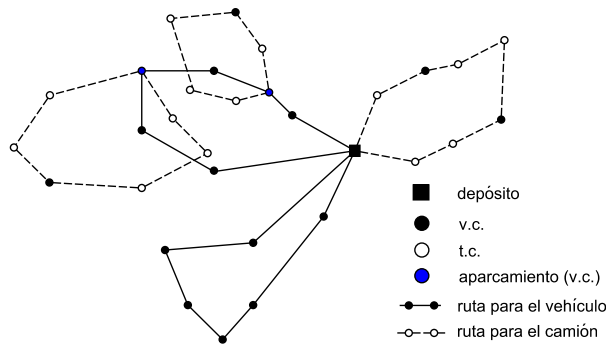 depósito
v.c.
t.c.
aparcamiento (v.c.)
ruta para el vehículo
ruta para el camión